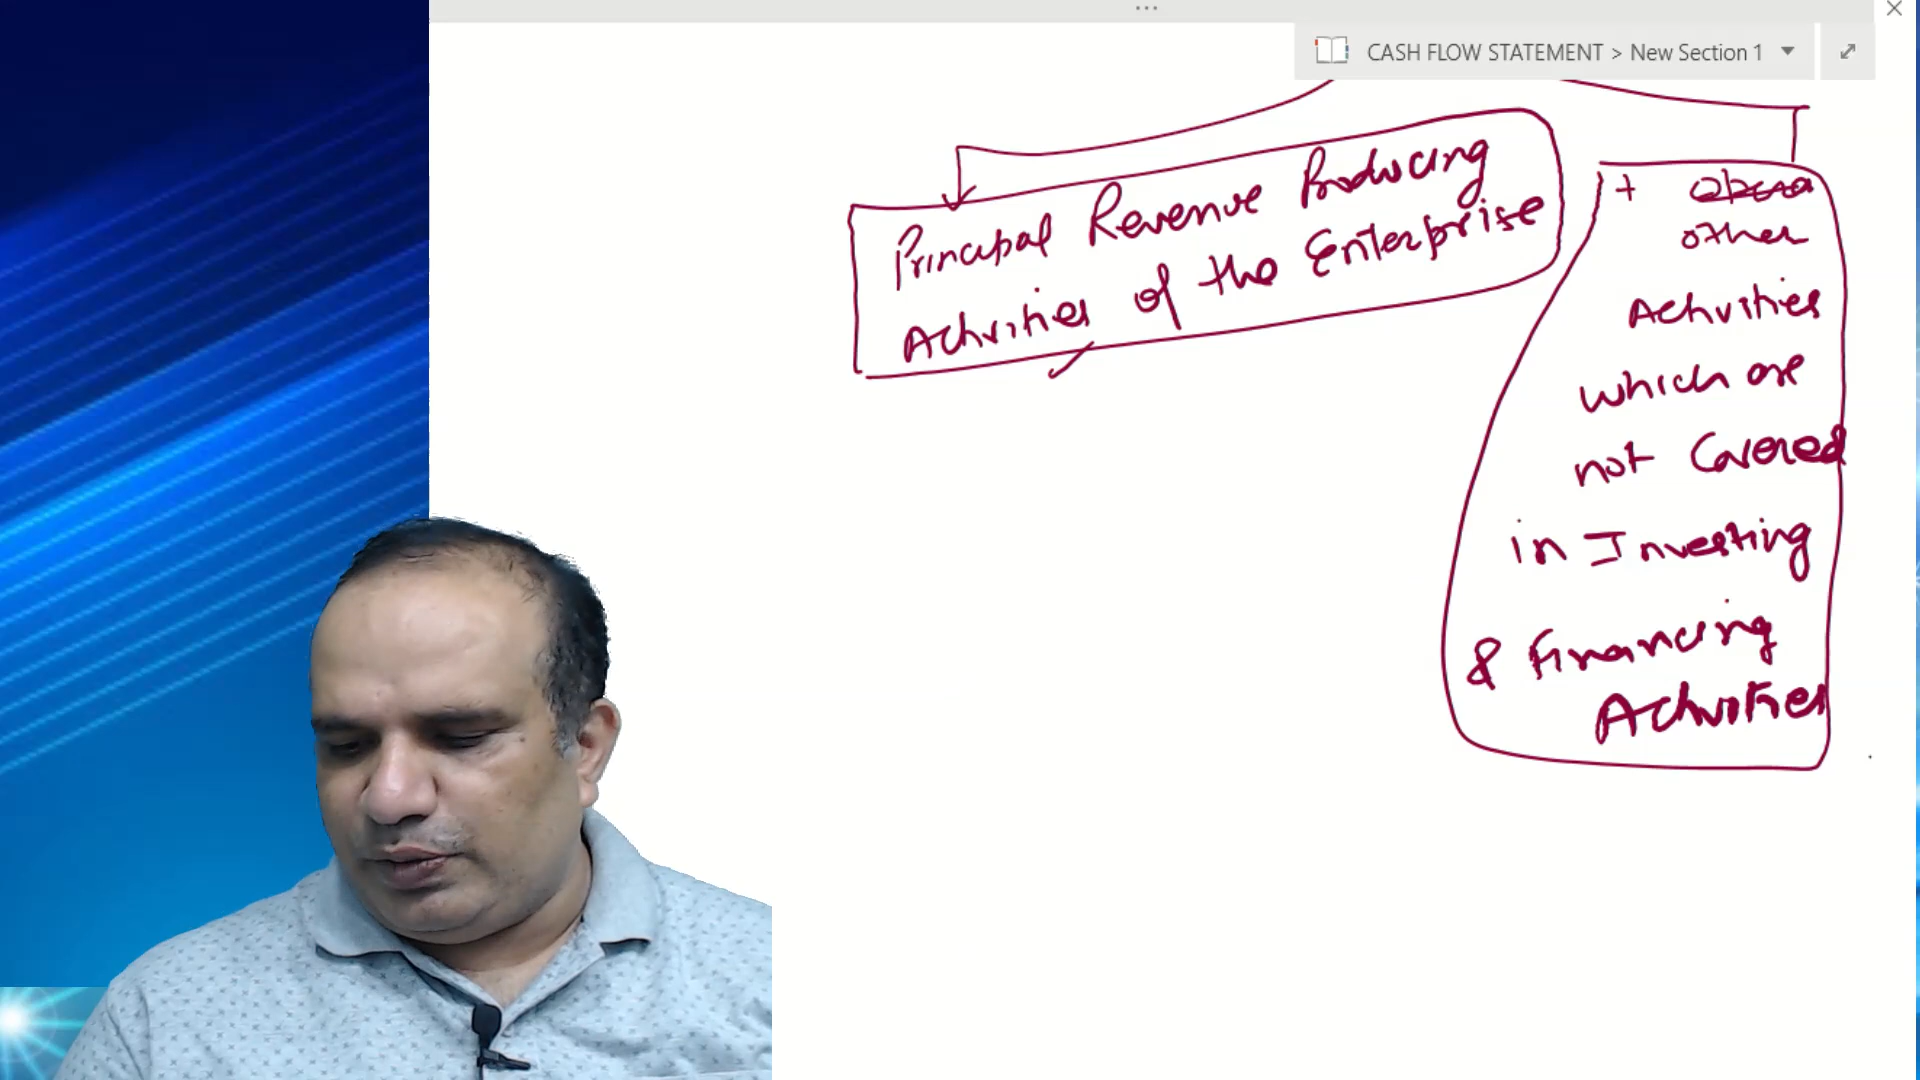 CASH FLOW STATEMENT > New Section 1
Principal Revenue Producing
Activities of the Enterprise
+
other
Activities
which are
not Covered
in Investing
& Financing
Activities